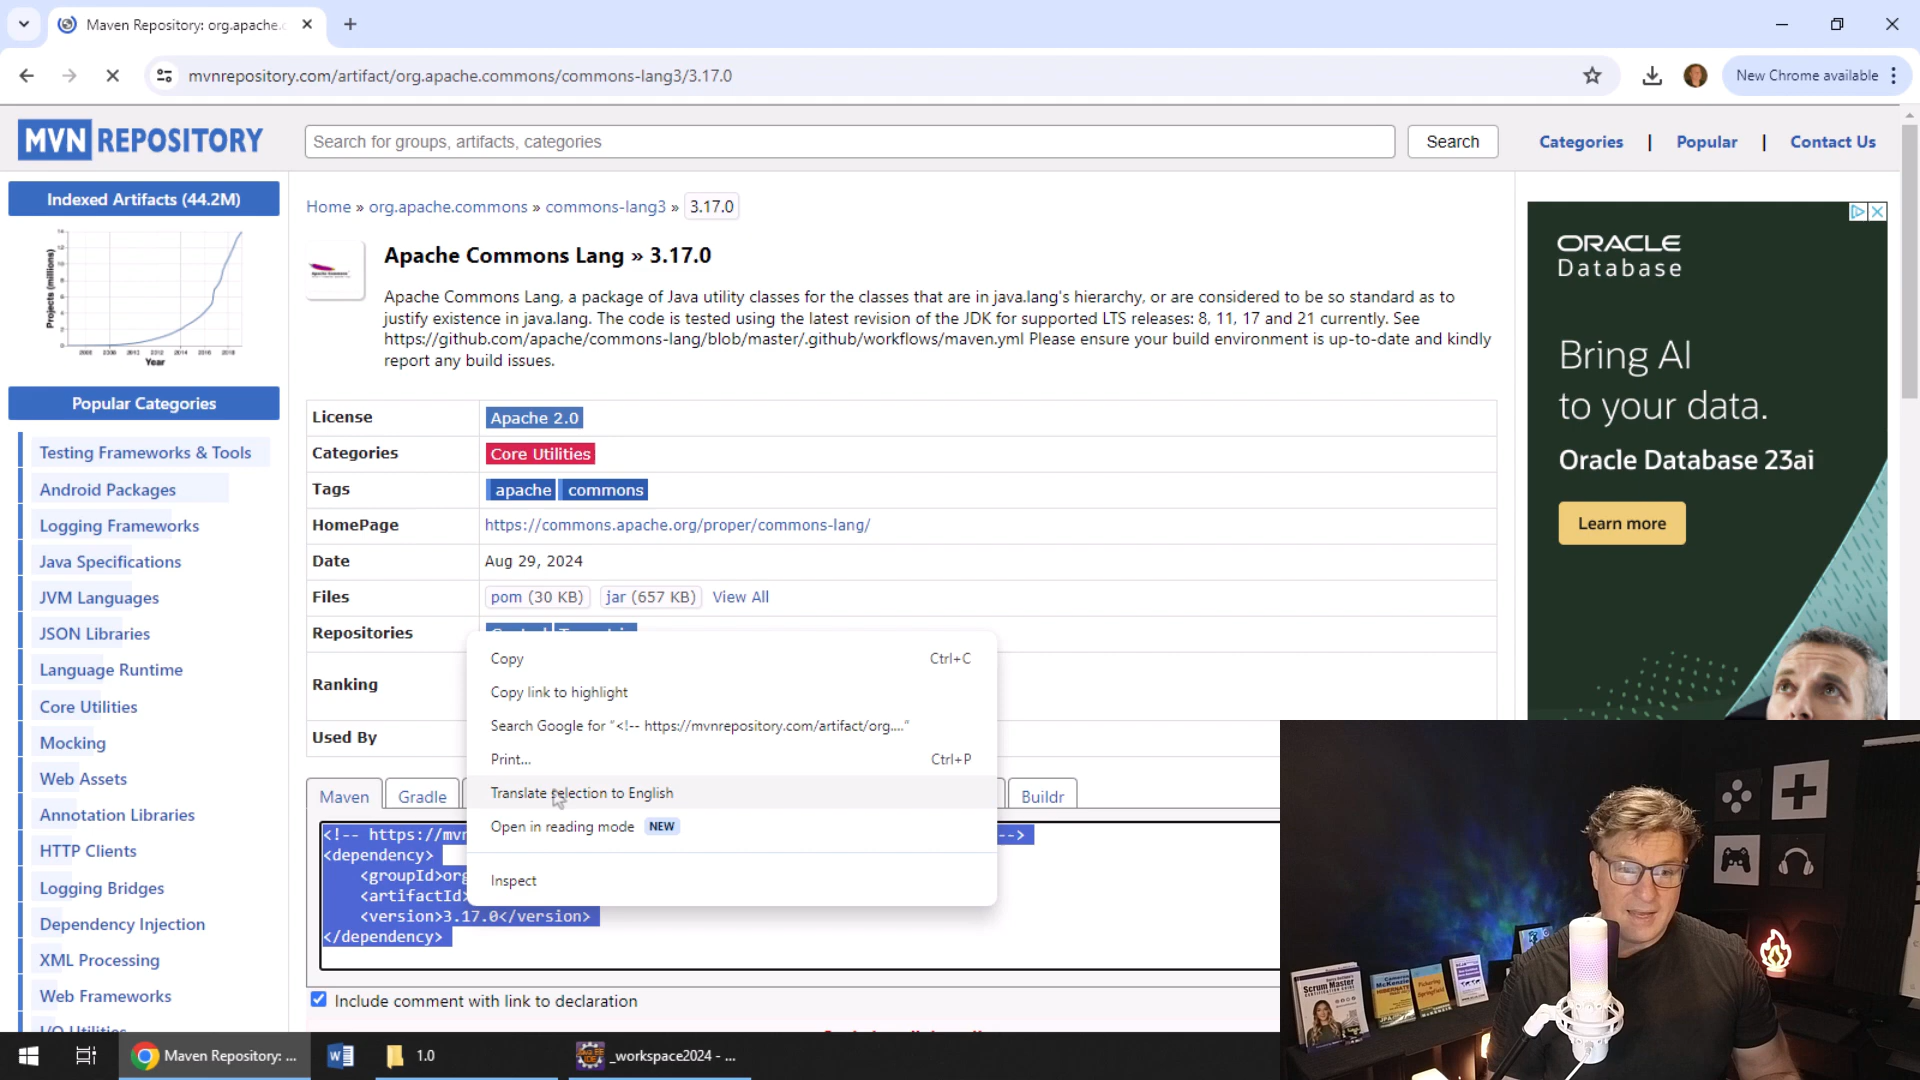 Maven Repository: org.apache.c
mvnrepository.com/artifact/org.apache.commons/commons-lang3/3.17.0
New Chrome available
MVN REPOSITORY
Search for groups, artifacts, categories
Search
Categories | Popular | Contact Us
Indexed Artifacts (44.2M)
Projects (millions)
Year
Popular Categories
Testing Frameworks & Tools
Android Packages
Logging Frameworks
Java Specifications
JVM Languages
JSON Libraries
Language Runtime
Core Utilities
Mocking
Web Assets
Annotation Libraries
HTTP Clients
Logging Bridges
Dependency Injection
XML Processing
Web Frameworks
I/O Utilities
Home » org.apache.commons » commons-lang3 » 3.17.0
Apache Commons Lang » 3.17.0
Apache Commons Lang, a package of Java utility classes for the classes that are in java.lang's hierarchy, or are considered to be so standard as to
justify existence in java.lang. The code is tested using the latest revision of the JDK for supported LTS releases: 8, 11, 17 and 21 currently. See
https://github.com/apache/commons-lang/blob/master/.github/workflows/maven.yml Please ensure your build environment is up-to-date and kindly
report any build issues.
License Apache 2.0
Categories Core Utilities
Tags apache commons
HomePage https://commons.apache.org/proper/commons-lang/
Date Aug 29, 2024
Files pom (30 KB) jar (657 KB) View All
Repositories
Ranking
Used By
Copy Ctrl+C
Copy link to highlight
Search Google for "<!-- https://mvnrepository.com/artifact/org...."
Print... Ctrl+P
Translate selection to English
Open in reading mode NEW
Inspect
Maven Gradle Buildr
<!-- https://mvr -->
<dependency>
<groupId>org
<artifactId>
<version>3.17.0</version>
</dependency>
Include comment with link to declaration
ORACLE
Database
Bring AI
to your data.
Oracle Database 23ai
Learn more
Scrum Master
HIBERNATE
Maven Repository: ...
1.0
_workspace2024 - ...